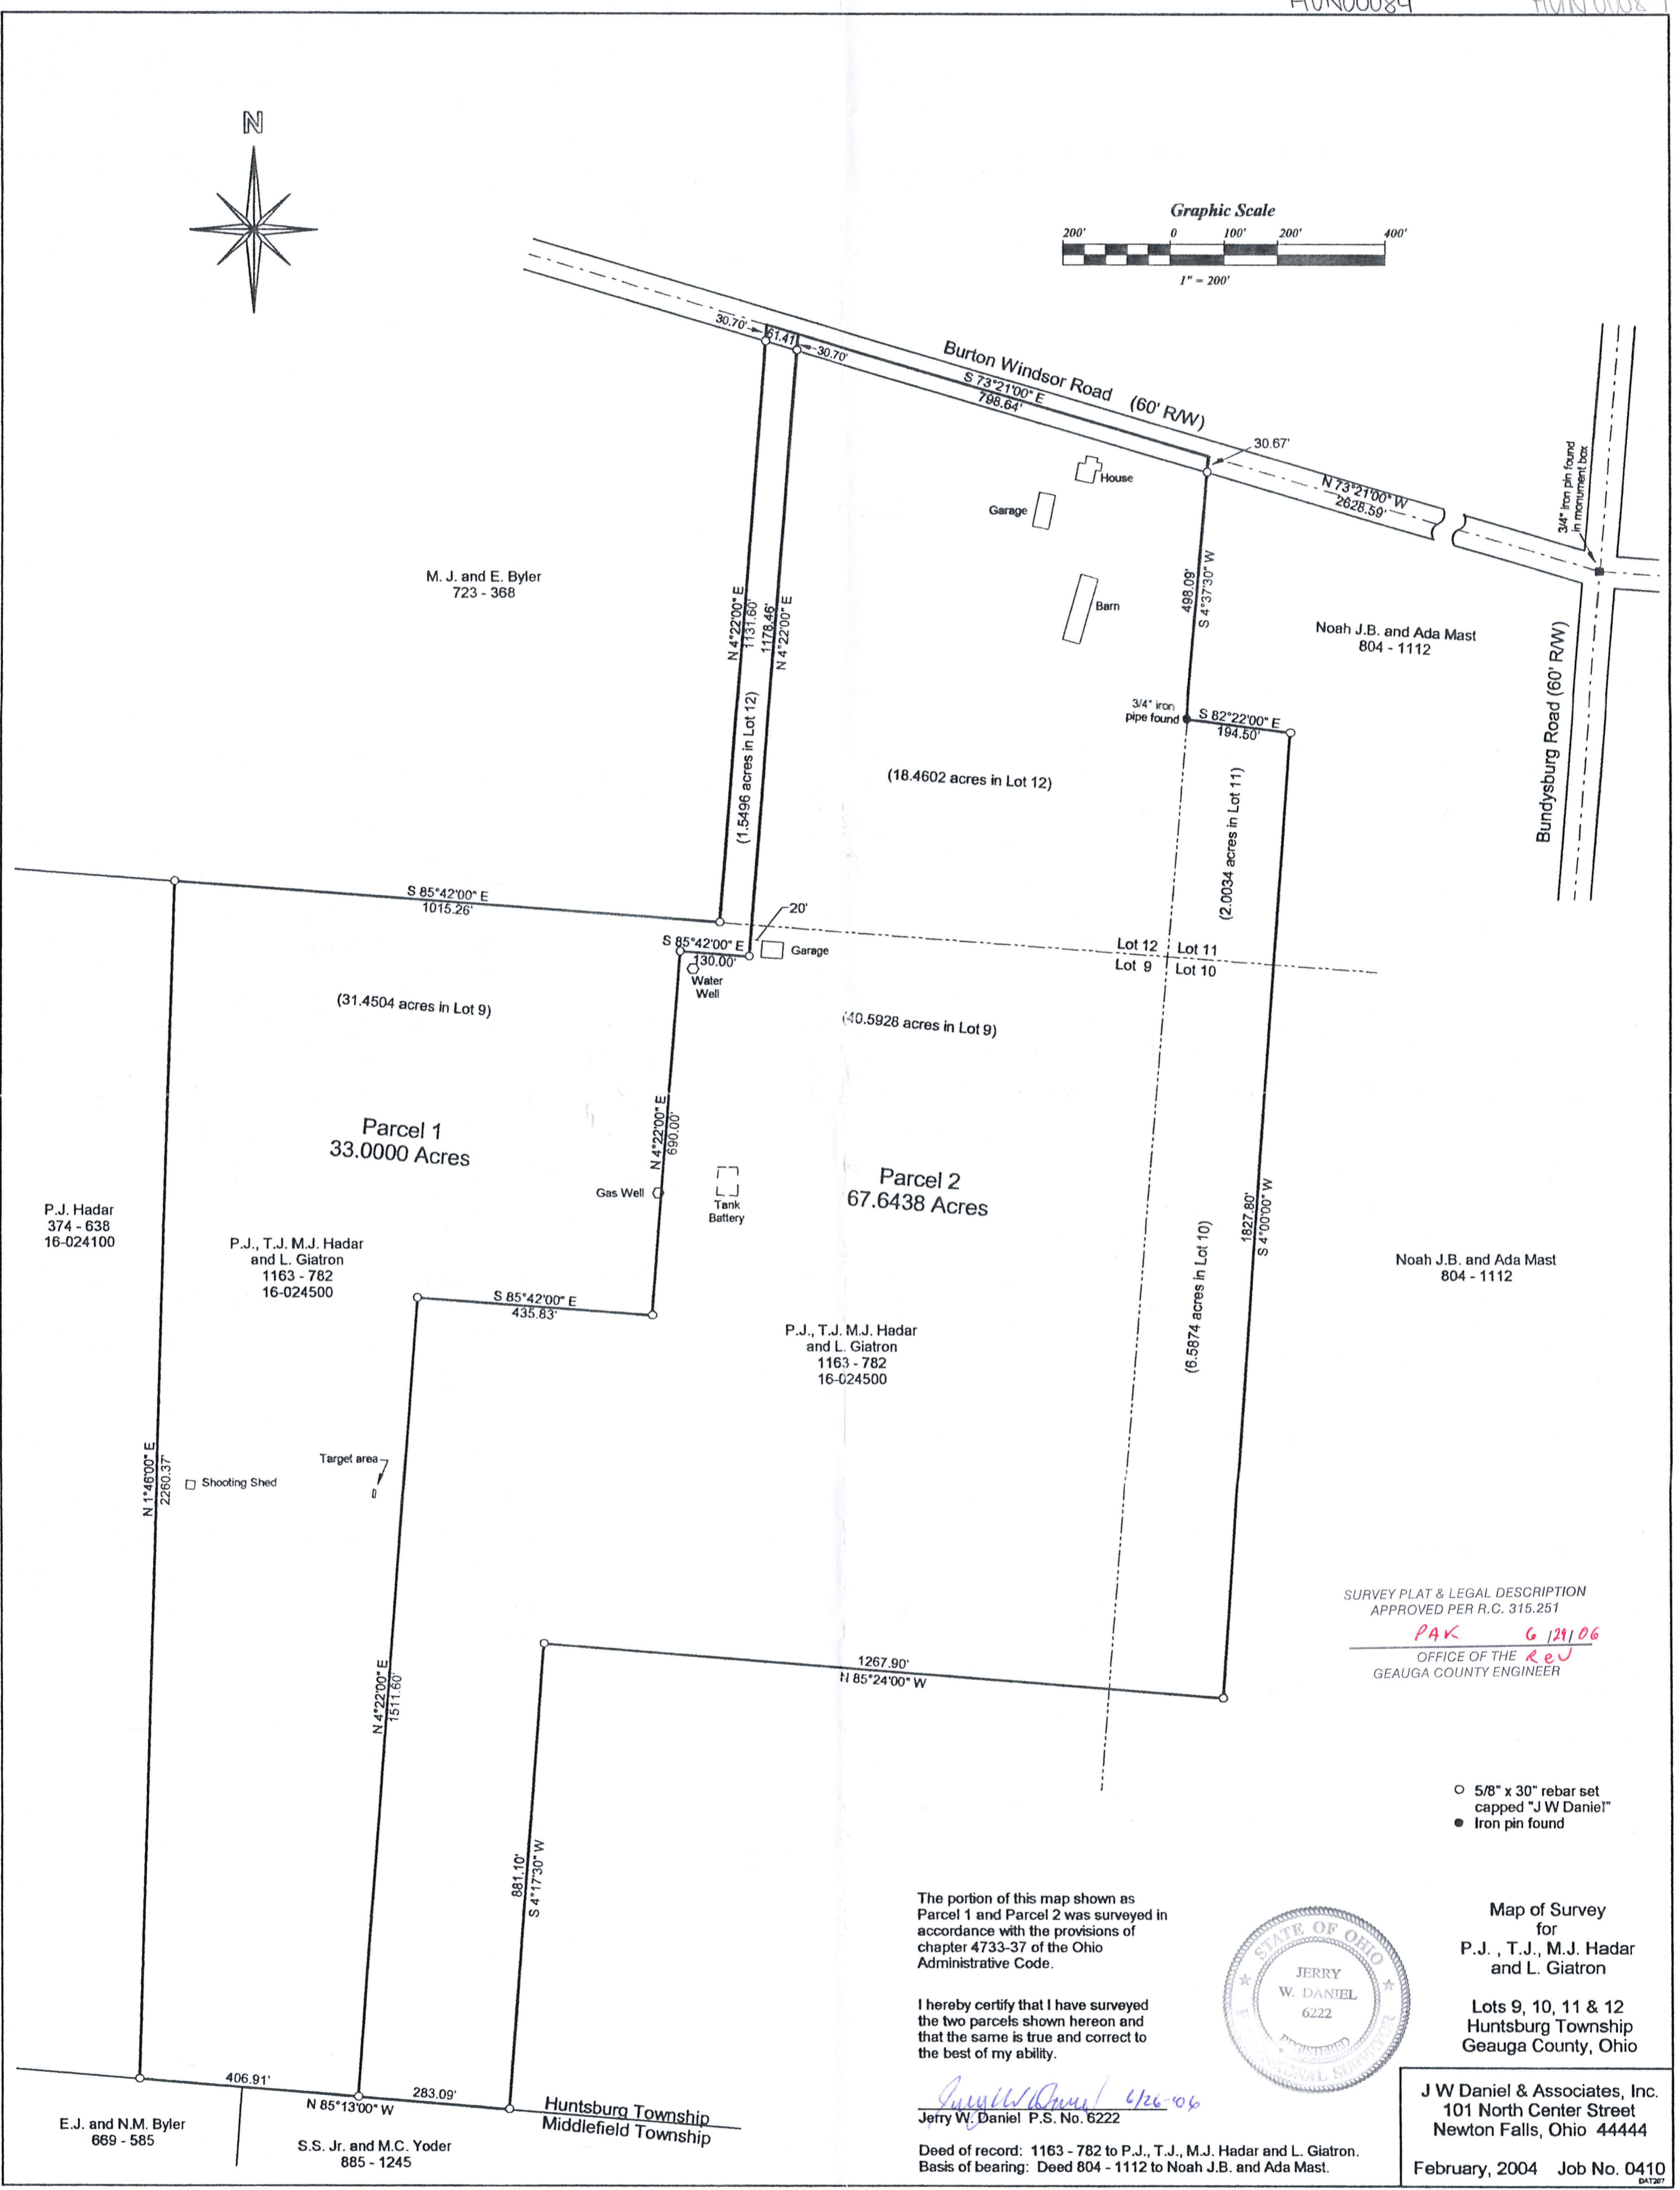 HUN00084
N
Graphic Scale
200' 0 100' 200' 400'
1" = 200'
30.70'
61.41'
30.70'
Burton Windsor Road (60' R/W)
S 73°21'00" E
798.64'
30.67'
N 73°21'00" W
2628.59'
3/4" iron pin found
in monument box
House
Garage
Barn
M. J. and E. Byler
723 - 368
N 4°22'00" E
1131.60'
1178.46'
N 4°22'00" E
498.09'
S 4°37'30" W
Noah J.B. and Ada Mast
804 - 1112
Bundysburg Road (60' R/W)
3/4" iron
pipe found
S 82°22'00" E
194.50'
(1.5496 acres in Lot 12)
(18.4602 acres in Lot 12)
(2.0034 acres in Lot 11)
S 85°42'00" E
1015.26'
20'
S 85°42'00" E
130.00'
Garage
Water
Well
Lot 12 Lot 11
Lot 9 Lot 10
(31.4504 acres in Lot 9)
(40.5928 acres in Lot 9)
Parcel 1
33.0000 Acres
N 4°22'00" E
690.00'
Gas Well
Tank
Battery
Parcel 2
67.6438 Acres
P.J. Hadar
374 - 638
16-024100
P.J., T.J. M.J. Hadar
and L. Giatron
1163 - 782
16-024500
1827.80'
S 4°00'00" W
(6.5874 acres in Lot 10)
Noah J.B. and Ada Mast
804 - 1112
S 85°42'00" E
435.83'
P.J., T.J. M.J. Hadar
and L. Giatron
1163 - 782
16-024500
N 1°46'00" E
2260.37'
Shooting Shed
Target area
N 4°22'00" E
1511.60'
1267.90'
N 85°24'00" W
SURVEY PLAT & LEGAL DESCRIPTION
APPROVED PER R.C. 315.251
PAK 6/29/06
OFFICE OF THE ReV
GEAUGA COUNTY ENGINEER
5/8" x 30" rebar set
capped "J W Daniel"
Iron pin found
881.10'
S 4°17'30" W
The portion of this map shown as
Parcel 1 and Parcel 2 was surveyed in
accordance with the provisions of
chapter 4733-37 of the Ohio
Administrative Code.
I hereby certify that I have surveyed
the two parcels shown hereon and
that the same is true and correct to
the best of my ability.
Jerry W Daniel 6/26-'06
Jerry W. Daniel P.S. No. 6222
Deed of record: 1163 - 782 to P.J., T.J., M.J. Hadar and L. Giatron.
Basis of bearing: Deed 804 - 1112 to Noah J.B. and Ada Mast.
STATE OF OHIO
JERRY
W. DANIEL
6222
REGISTERED
PROFESSIONAL SURVEYOR
Map of Survey
for
P.J. , T.J., M.J. Hadar
and L. Giatron
Lots 9, 10, 11 & 12
Huntsburg Township
Geauga County, Ohio
J W Daniel & Associates, Inc.
101 North Center Street
Newton Falls, Ohio 44444
February, 2004 Job No. 0410
DAT207
406.91'
N 85°13'00" W
283.09'
Huntsburg Township
Middlefield Township
E.J. and N.M. Byler
669 - 585
S.S. Jr. and M.C. Yoder
885 - 1245